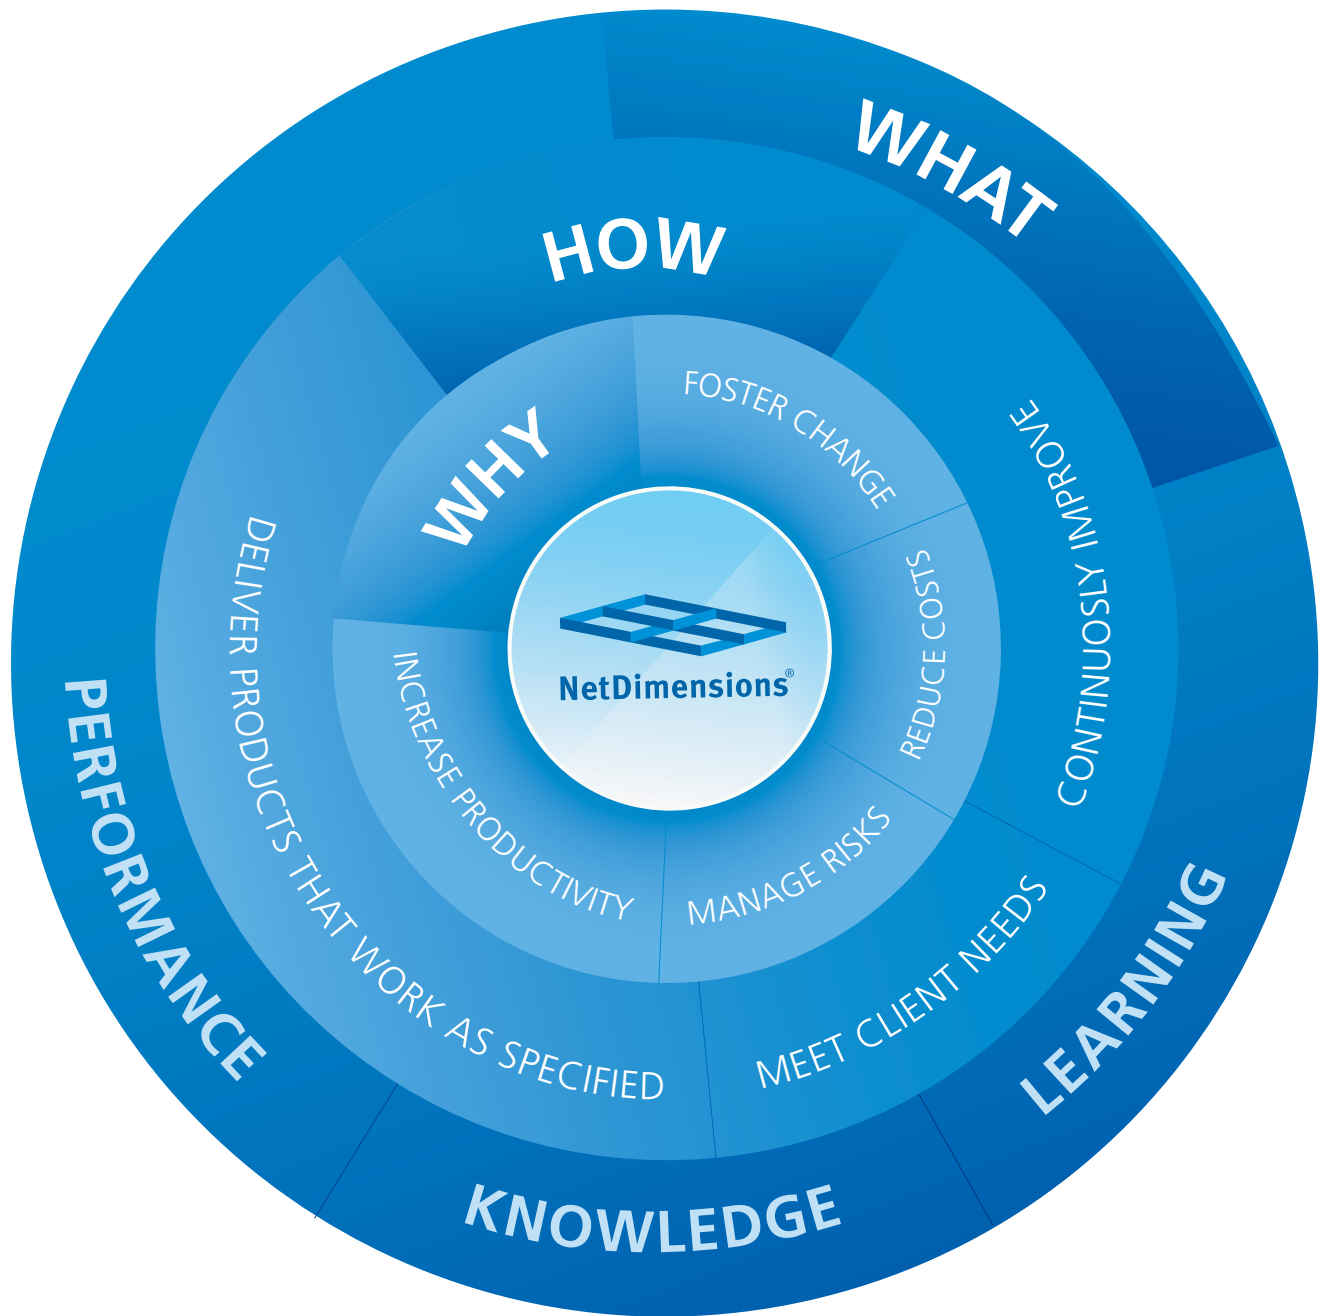 WHAT
HOW
WHY
FOSTER CHANGE
REDUCE COSTS
MANAGE RISKS
INCREASE PRODUCTIVITY
CONTINUOSLY IMPROVE
MEET CLIENT NEEDS
DELIVER PRODUCTS THAT WORK AS SPECIFIED
LEARNING
KNOWLEDGE
PERFORMANCE
NetDimensions®